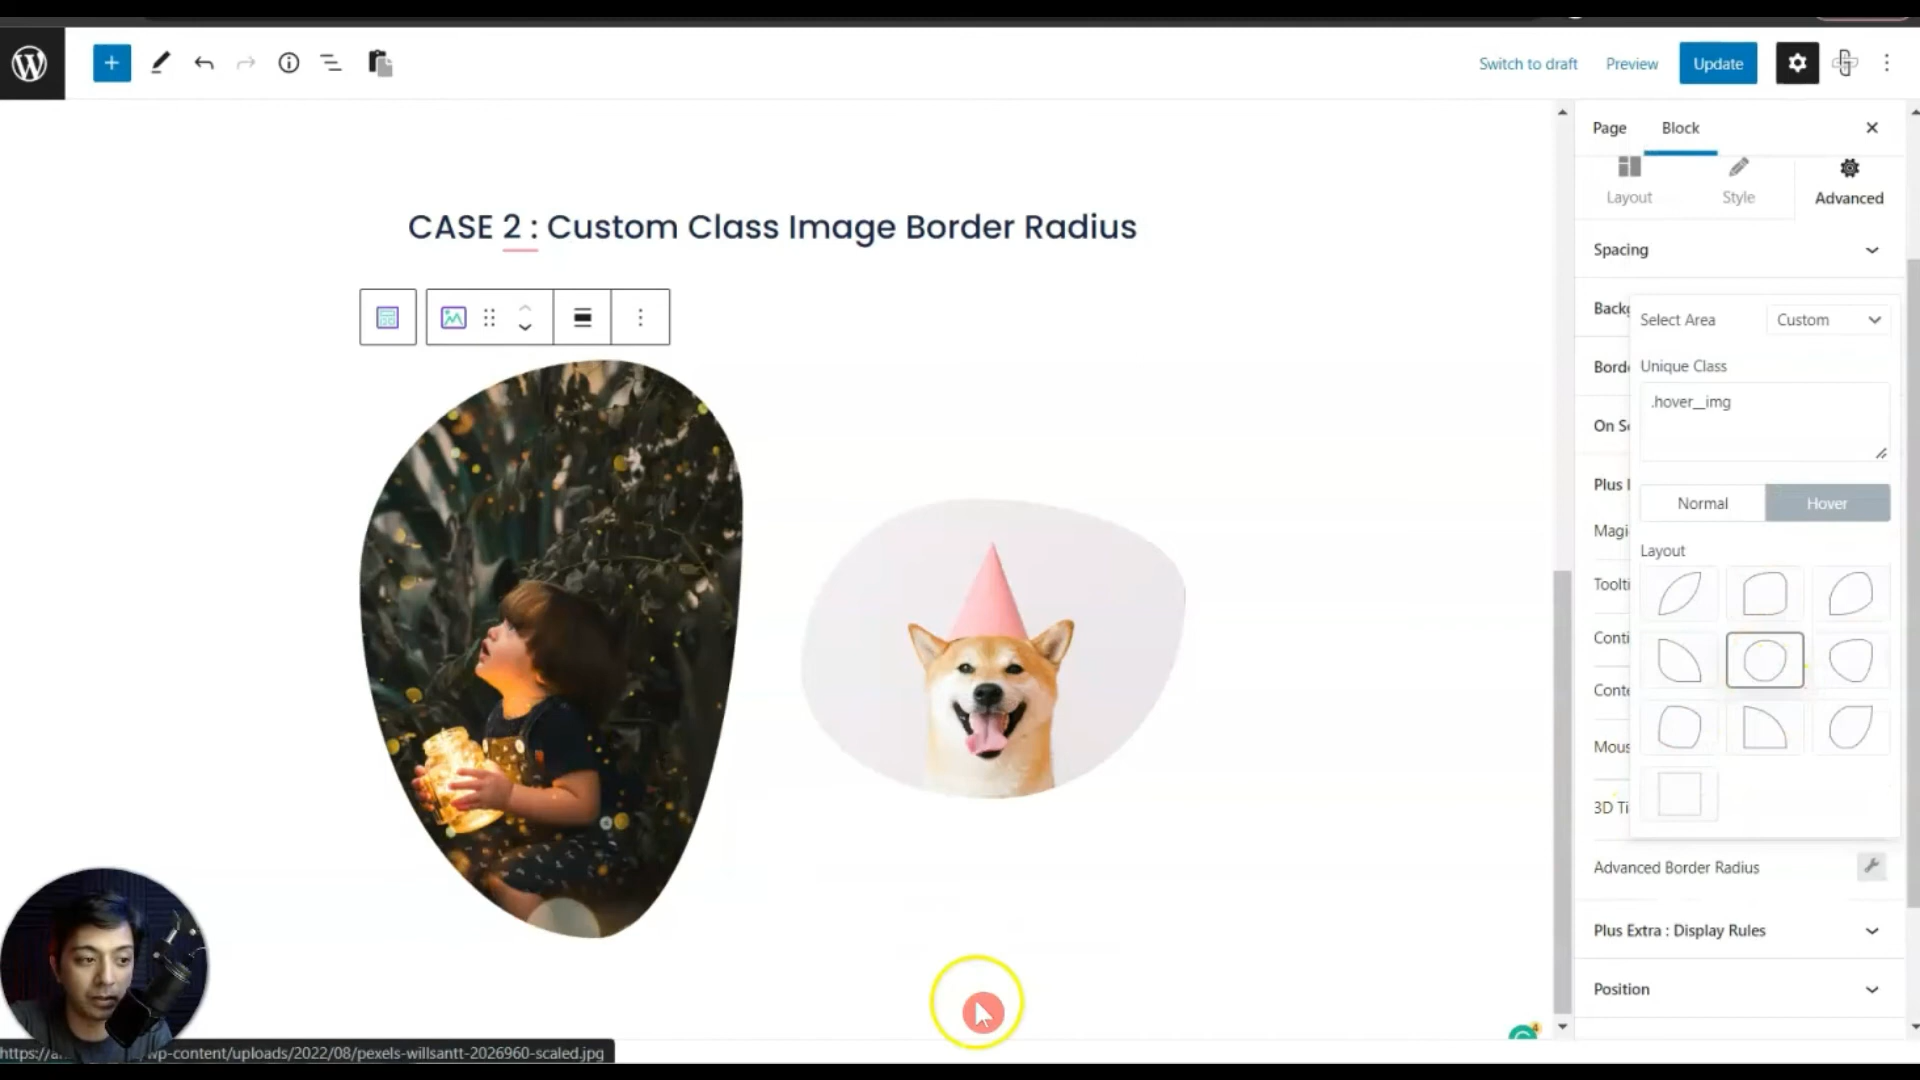 Switch to draft
Preview
Update
Page
Block
Layout
Style
Advanced
CASE 2 : Custom Class Image Border Radius
Spacing
Select Area
Custom
Unique Class
.hover__img
Normal
Hover
Layout
Advanced Border Radius
Plus Extra : Display Rules
Position
wp-content/uploads/2022/08/pexels-willsantt-2026960-scaled.jpg